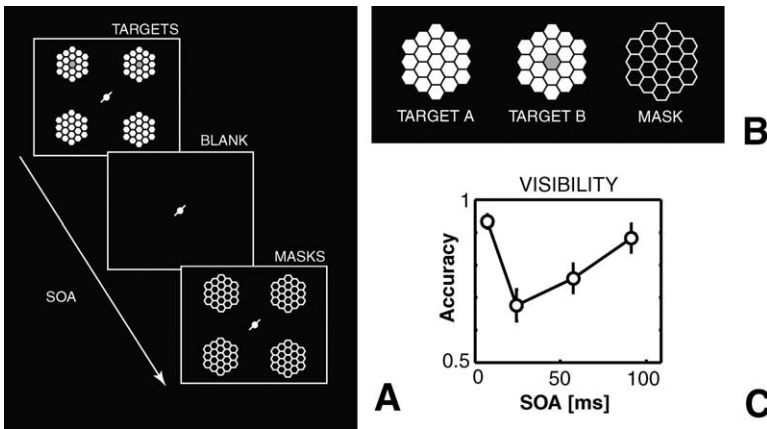 TARGETS
BLANK
MASKS
SOA
A
TARGET A TARGET B MASK
B
VISIBILITY
1
Accuracy
0.5
0 50 100
SOA [ms]
C